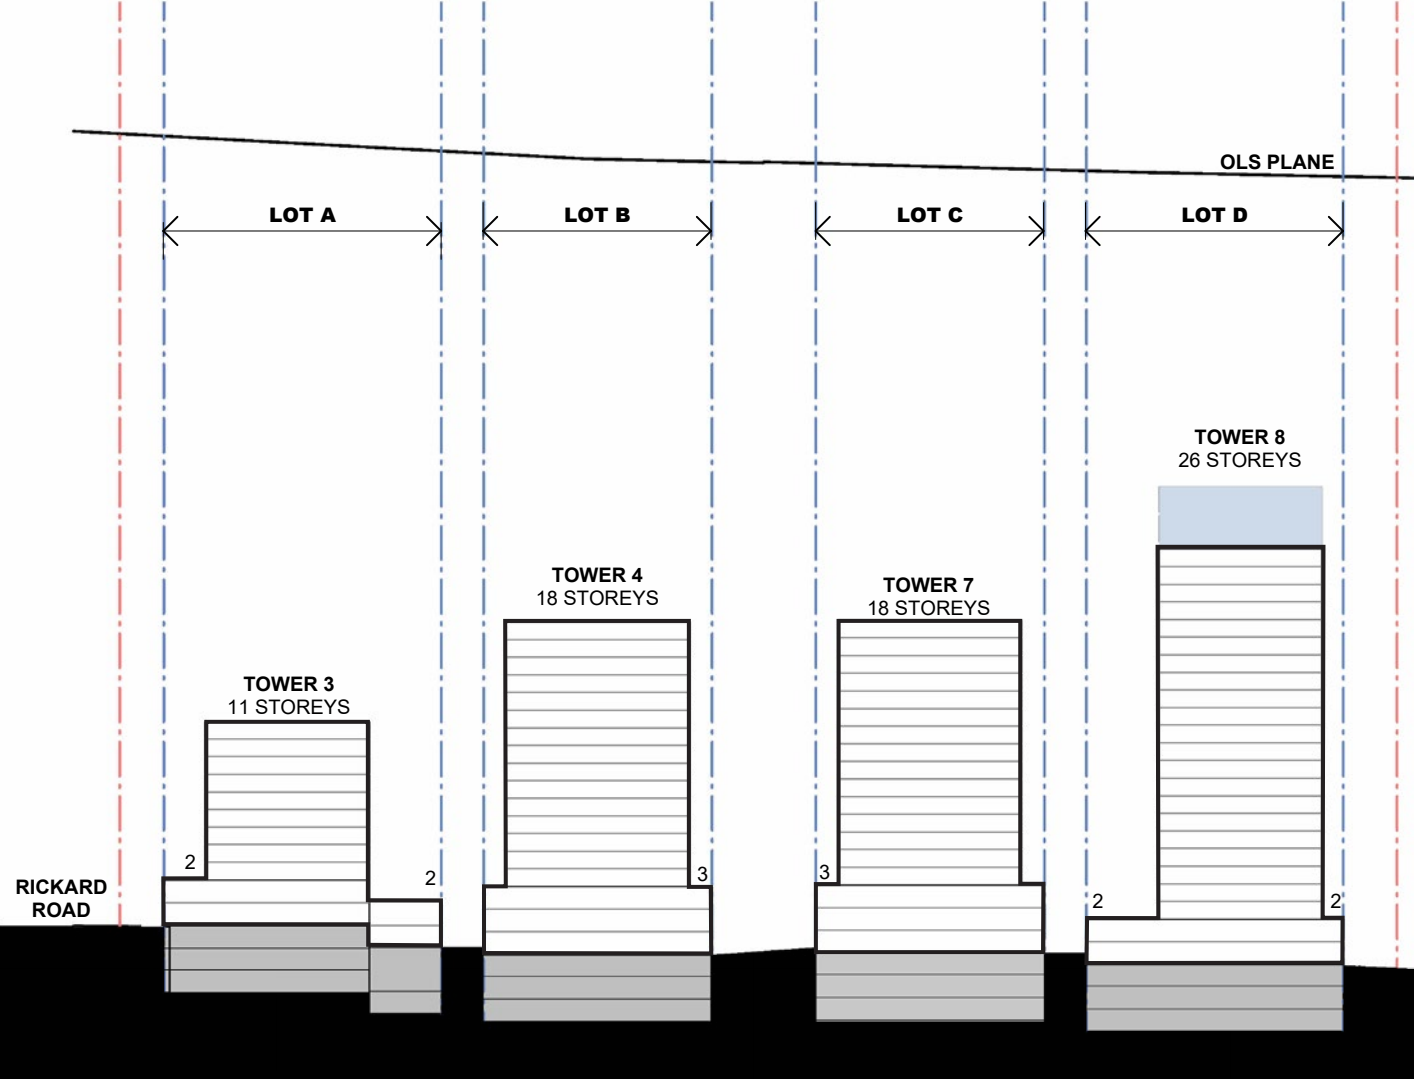 OLS PLANE
LOT A
LOT B
LOT C
LOT D
TOWER 8
26 STOREYS
TOWER 4
18 STOREYS
TOWER 7
18 STOREYS
TOWER 3
11 STOREYS
2
2
3
3
2
2
RICKARD
ROAD